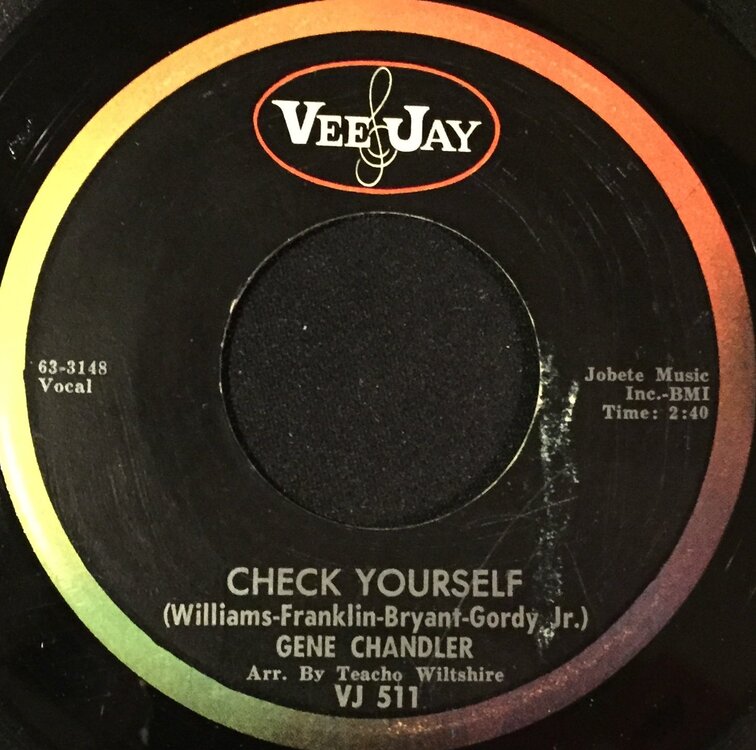 VEE JAY
63-3148
Vocal
Jobete Music
Inc.-BMI
Time: 2:40
CHECK YOURSELF
(Williams-Franklin-Bryant-Gordy, Jr.)
GENE CHANDLER
Arr. By Teacho Wiltshire
VJ 511